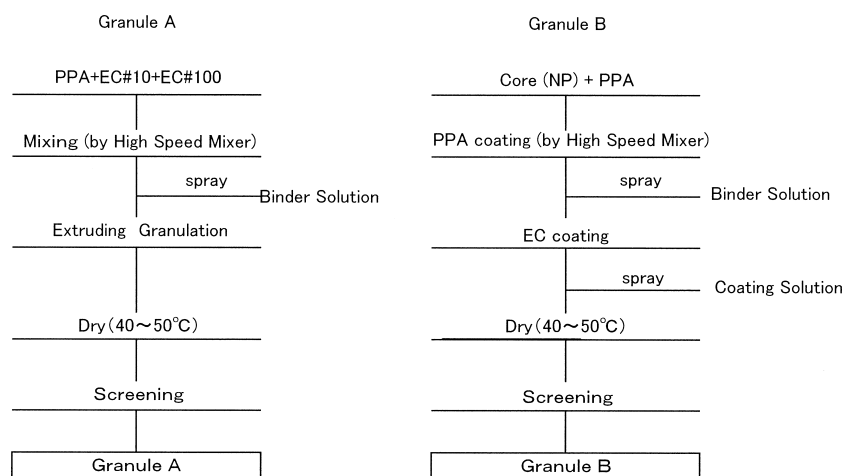 Granule A
PPA+EC#10+EC#100
Mixing (by High Speed Mixer)
spray
Binder Solution
Extruding Granulation
Dry(40～50℃)
Screening
Granule A
Granule B
Core (NP) + PPA
PPA coating (by High Speed Mixer)
spray
Binder Solution
EC coating
spray
Coating Solution
Dry(40～50℃)
Screening
Granule B